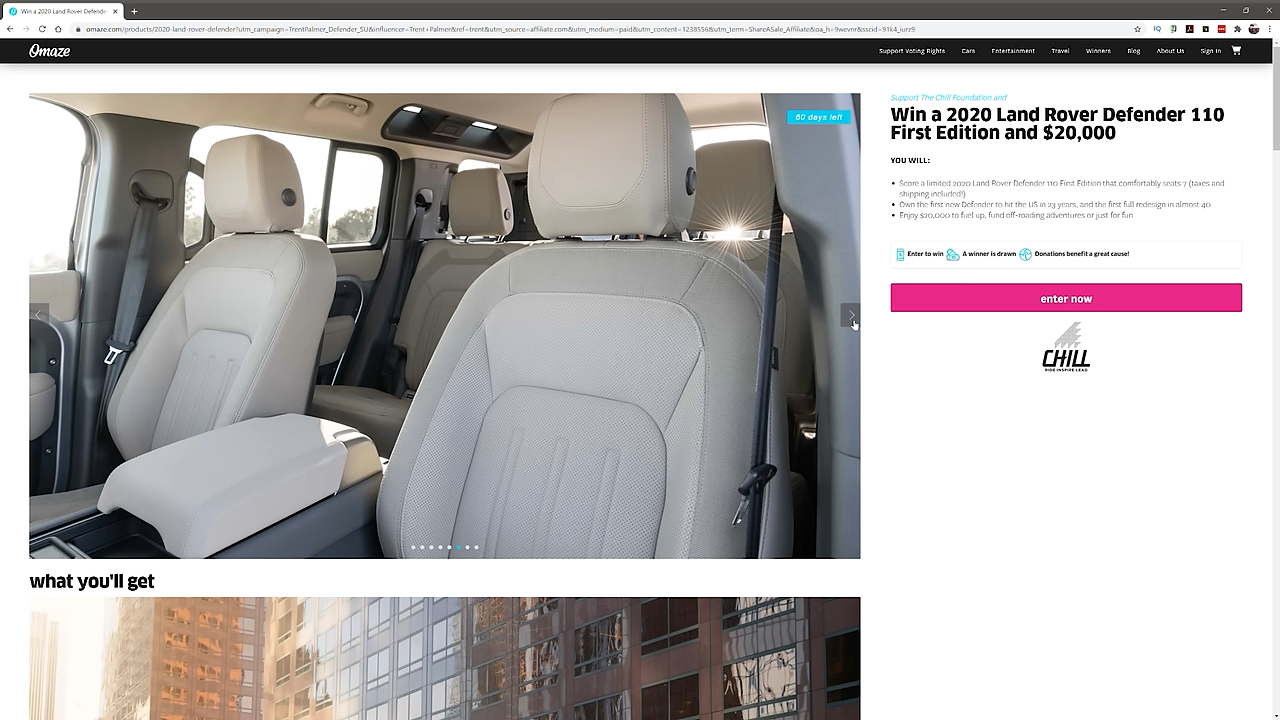 Win a 2020 Land Rover Defender
omaze.com/products/2020-land-rover-defender?utm_campaign=TrentPalmer_Defender_SU&influencer=Trent+Palmer&ref=trent&utm_source=affiliate.com&utm_medium=paid&utm_content=1238556&utm_term=ShareASale_Affiliate&oa_h=9wevnr&sscid=91k4_iurz9
Omaze
Support Voting Rights Cars Entertainment Travel Winners Blog About Us Sign In
60 days left
Support The Chill Foundation and
Win a 2020 Land Rover Defender 110
First Edition and $20,000
YOU WILL:
Score a limited 2020 Land Rover Defender 110 First Edition that comfortably seats 7 (taxes and
shipping included!)
Own the first new Defender to hit the US in 23 years, and the first full redesign in almost 40
Enjoy $20,000 to fuel up, fund off-roading adventures or just for fun
Enter to win A winner is drawn Donations benefit a great cause!
enter now
CHILL
RIDE INSPIRE LEAD
what you'll get